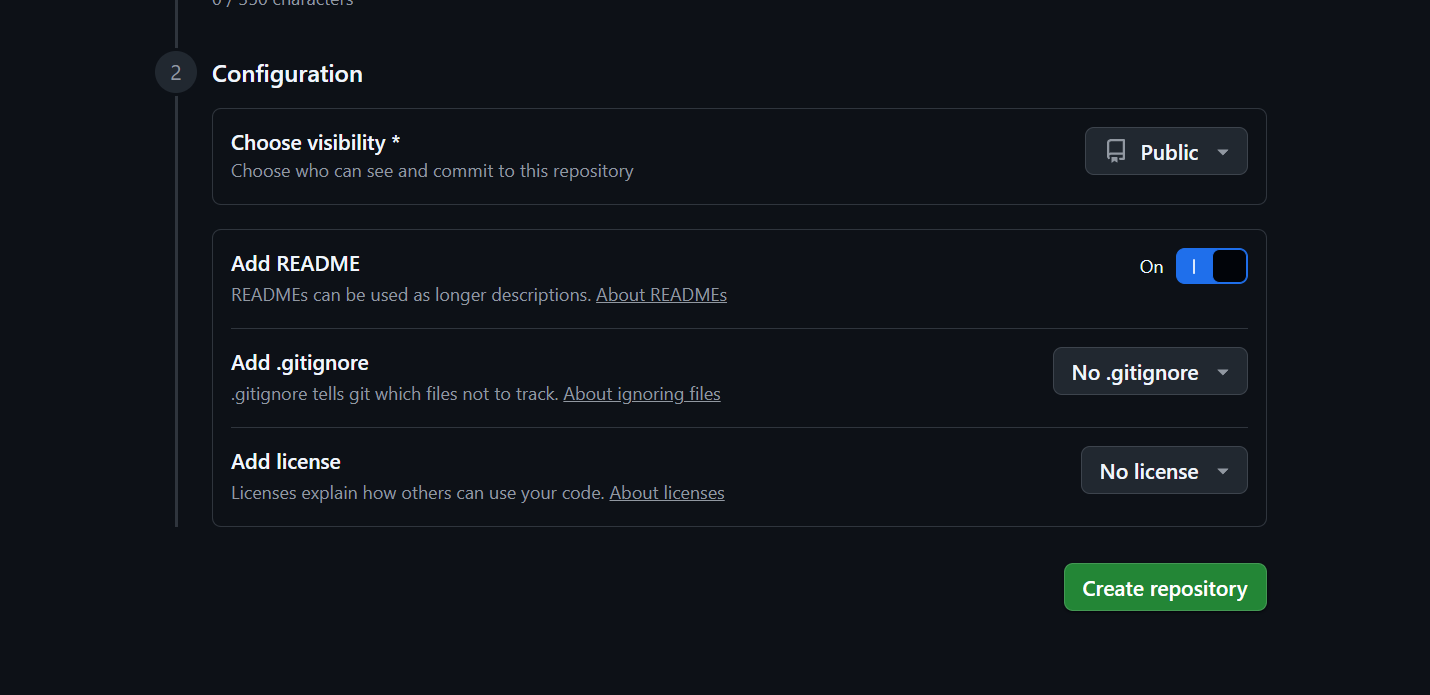 0 / 350 characters
2
Configuration
Choose visibility *
Choose who can see and commit to this repository
Public
Add README
READMEs can be used as longer descriptions. About READMEs
On
Add .gitignore
.gitignore tells git which files not to track. About ignoring files
No .gitignore
Add license
Licenses explain how others can use your code. About licenses
No license
Create repository